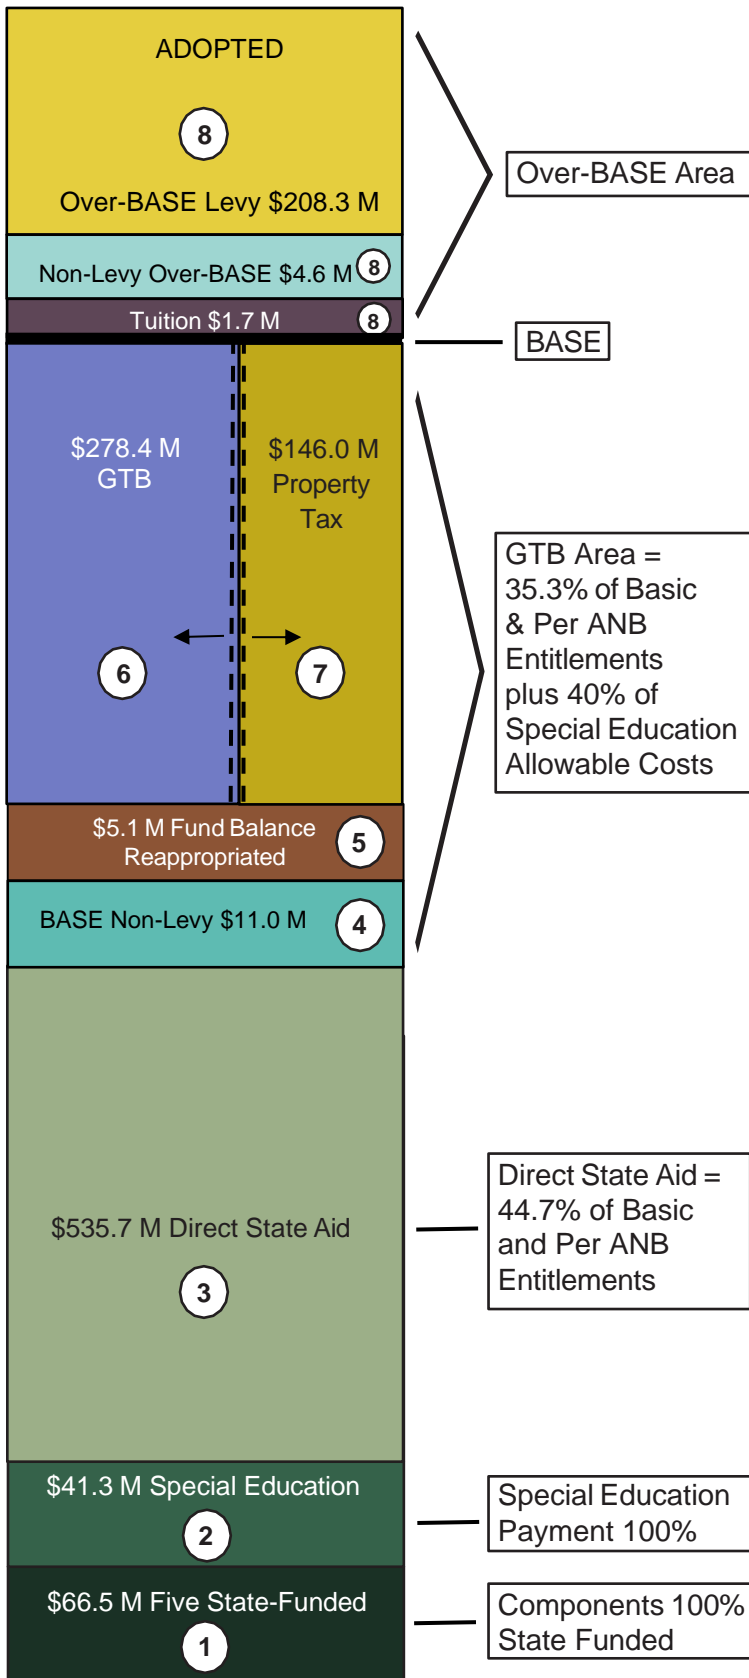 ADOPTED
8
Over-BASE Levy $208.3 M
Over-BASE Area
Non-Levy Over-BASE $4.6 M 8
Tuition $1.7 M 8
BASE
$278.4 M
GTB
$146.0 M
Property
Tax
6
7
GTB Area =
35.3% of Basic
& Per ANB
Entitlements
plus 40% of
Special Education
Allowable Costs
$5.1 M Fund Balance
Reappropriated
5
BASE Non-Levy $11.0 M 4
$535.7 M Direct State Aid
3
Direct State Aid =
44.7% of Basic
and Per ANB
Entitlements
$41.3 M Special Education
2
Special Education
Payment 100%
$66.5 M Five State-Funded
1
Components 100%
State Funded